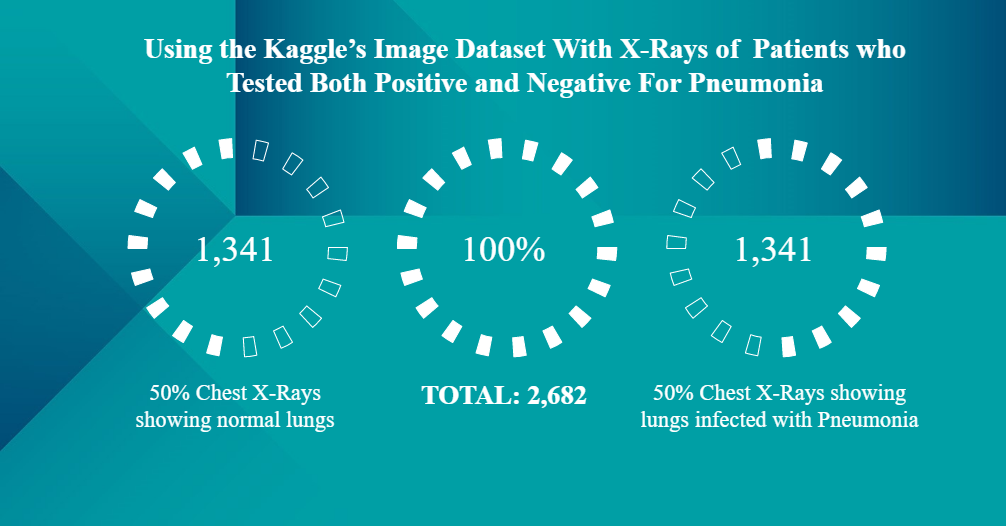 Using the Kaggle’s Image Dataset With X-Rays of Patients who
Tested Both Positive and Negative For Pneumonia
1,341
100%
1,341
50% Chest X-Rays
showing normal lungs
TOTAL: 2,682
50% Chest X-Rays showing
lungs infected with Pneumonia